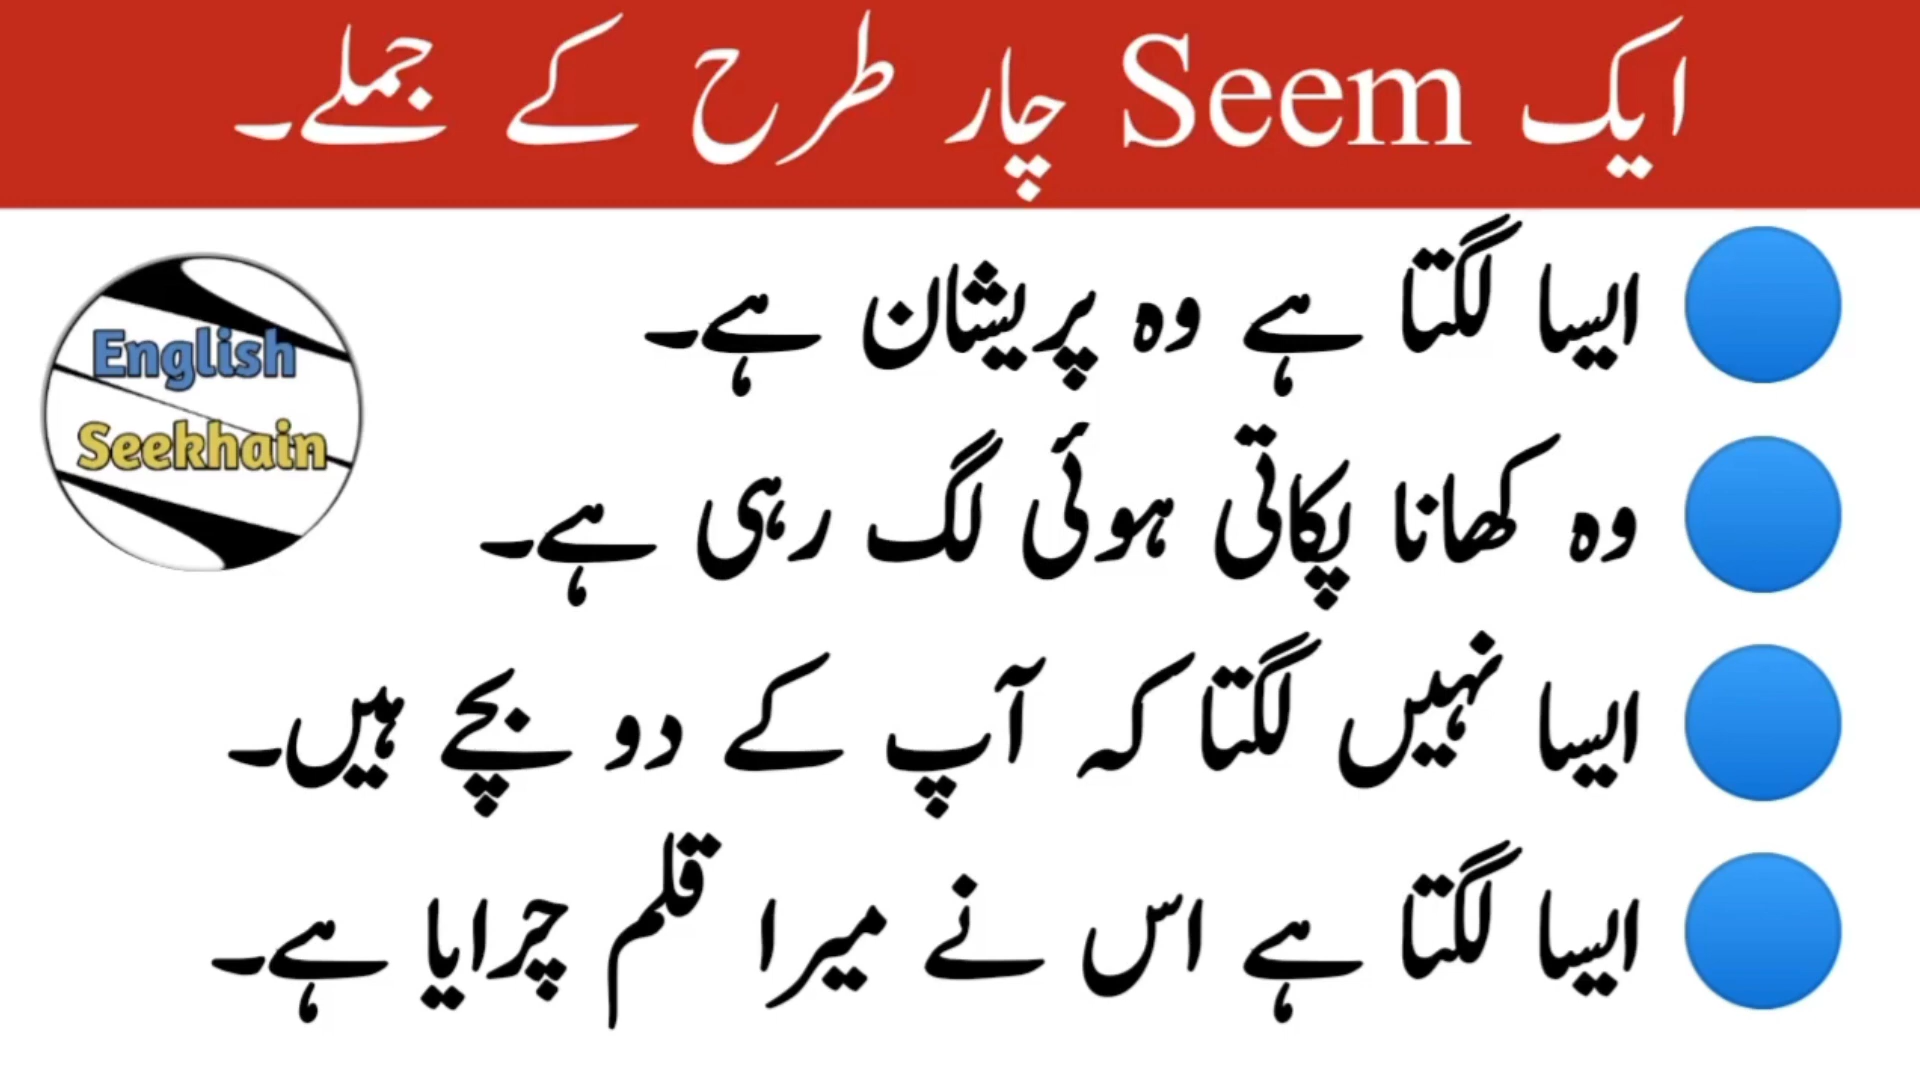 ایک Seem چار طرح کے جملے۔
ایسا لگتا ہے وہ پریشان ہے۔
English
Seekhain
وہ کھانا پکاتی ہوئی لگ رہی ہے۔
ایسا نہیں لگتا کہ آپ کے دو بچے ہیں۔
ایسا لگتا ہے اس نے میرا قلم چرایا ہے۔